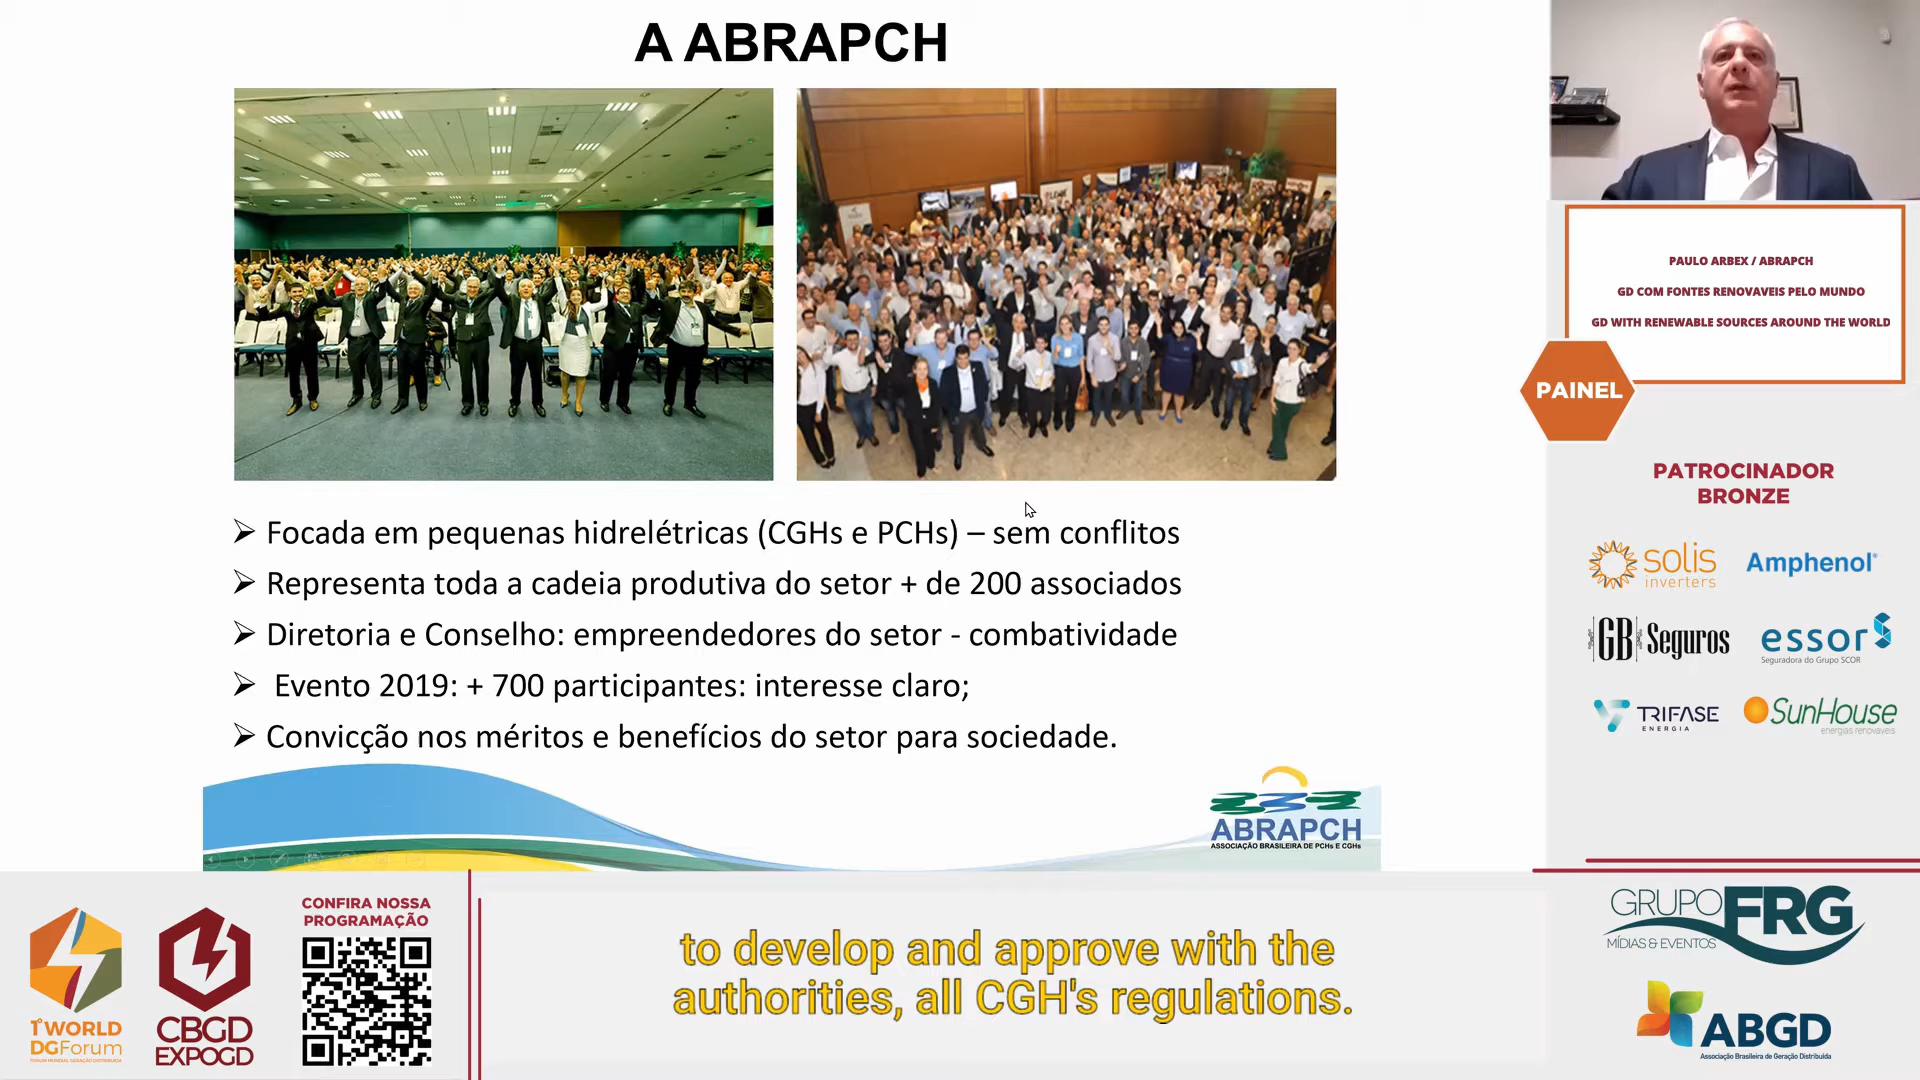 A ABRAPCH
➢ Focada em pequenas hidrelétricas (CGHs e PCHs) – sem conflitos
➢ Representa toda a cadeia produtiva do setor + de 200 associados
➢ Diretoria e Conselho: empreendedores do setor - combatividade
➢ Evento 2019: + 700 participantes: interesse claro;
➢ Convicção nos méritos e benefícios do setor para sociedade.
ABRAPCH
ASSOCIAÇÃO BRASILEIRA DE PCHs E CGHs
PAULO ARBEX / ABRAPCH
GD COM FONTES RENOVAVEIS PELO MUNDO
GD WITH RENEWABLE SOURCES AROUND THE WORLD
PAINEL
PATROCINADOR
BRONZE
solis
inverters
Amphenol
GB Seguros
essor
Seguradora do Grupo SCOR
TRIFASE
ENERGIA
SunHouse
energias renováveis
1º WORLD
DGForum
FÓRUM MUNDIAL GERAÇÃO DISTRIBUÍDA
CBGD
EXPOGD
CONFIRA NOSSA
PROGRAMAÇÃO
to develop and approve with the
authorities, all CGH's regulations.
GRUPO FRG
MÍDIAS & EVENTOS
ABGD
Associação Brasileira de Geração Distribuída